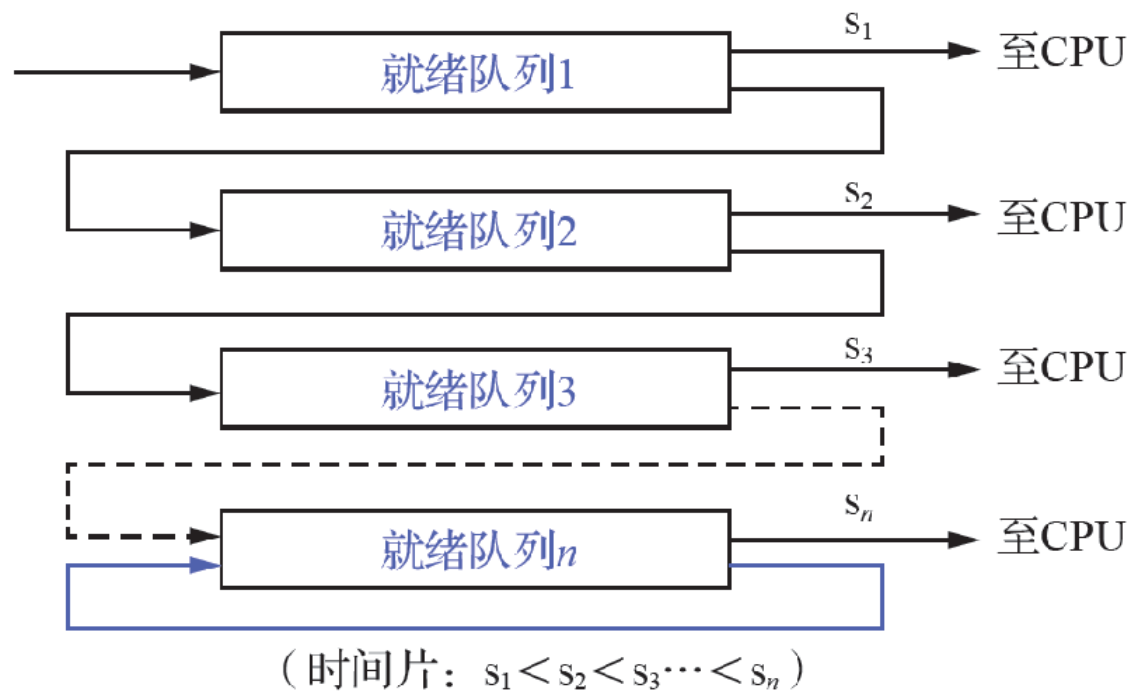 s₁
就绪队列1
至CPU
s₂
就绪队列2
至CPU
s₃
就绪队列3
至CPU
sₙ
就绪队列n
至CPU
（时间片：s₁＜s₂＜s₃…＜sₙ）